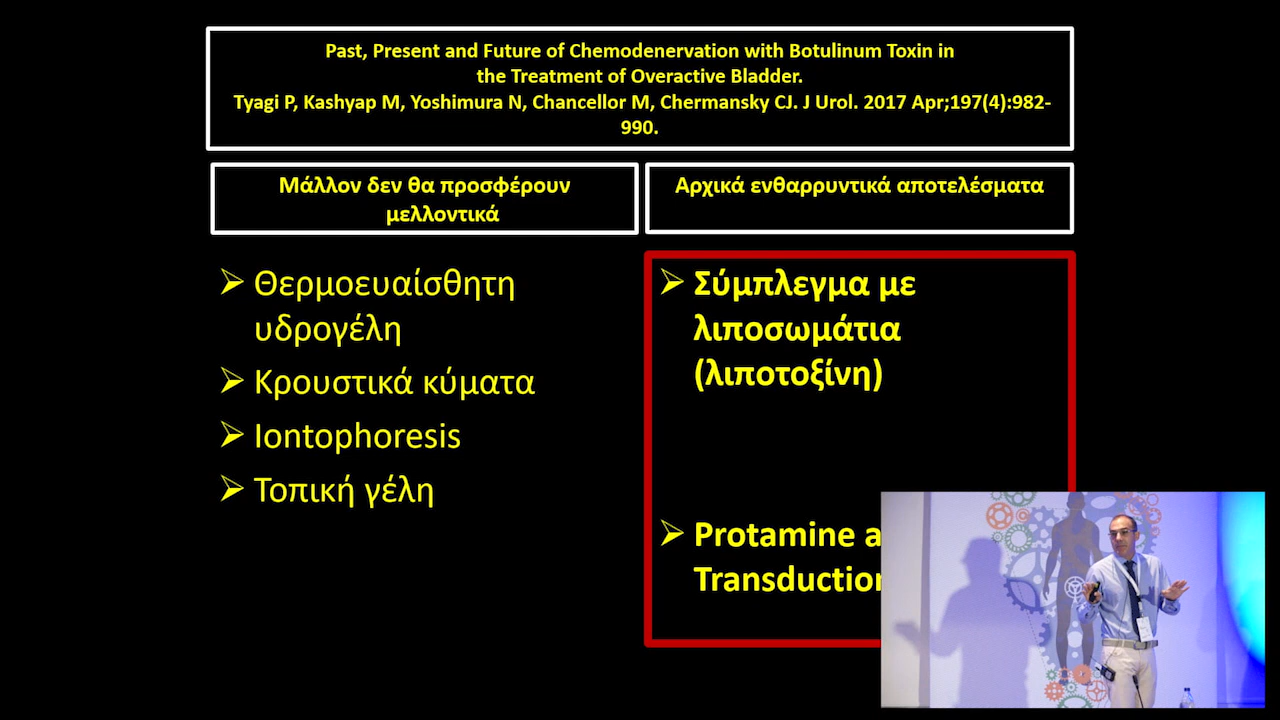 Past, Present and Future of Chemodenervation with Botulinum Toxin in
the Treatment of Overactive Bladder.
Tyagi P, Kashyap M, Yoshimura N, Chancellor M, Chermansky CJ. J Urol. 2017 Apr;197(4):982-
990.
Μάλλον δεν θα προσφέρουν
μελλοντικά
Αρχικά ενθαρρυντικά αποτελέσματα
Θερμοευαίσθητη
υδρογέλη
Κρουστικά κύματα
Iontophoresis
Τοπική γέλη
Σύμπλεγμα με
λιποσωμάτια
(λιποτοξίνη)
Protamine